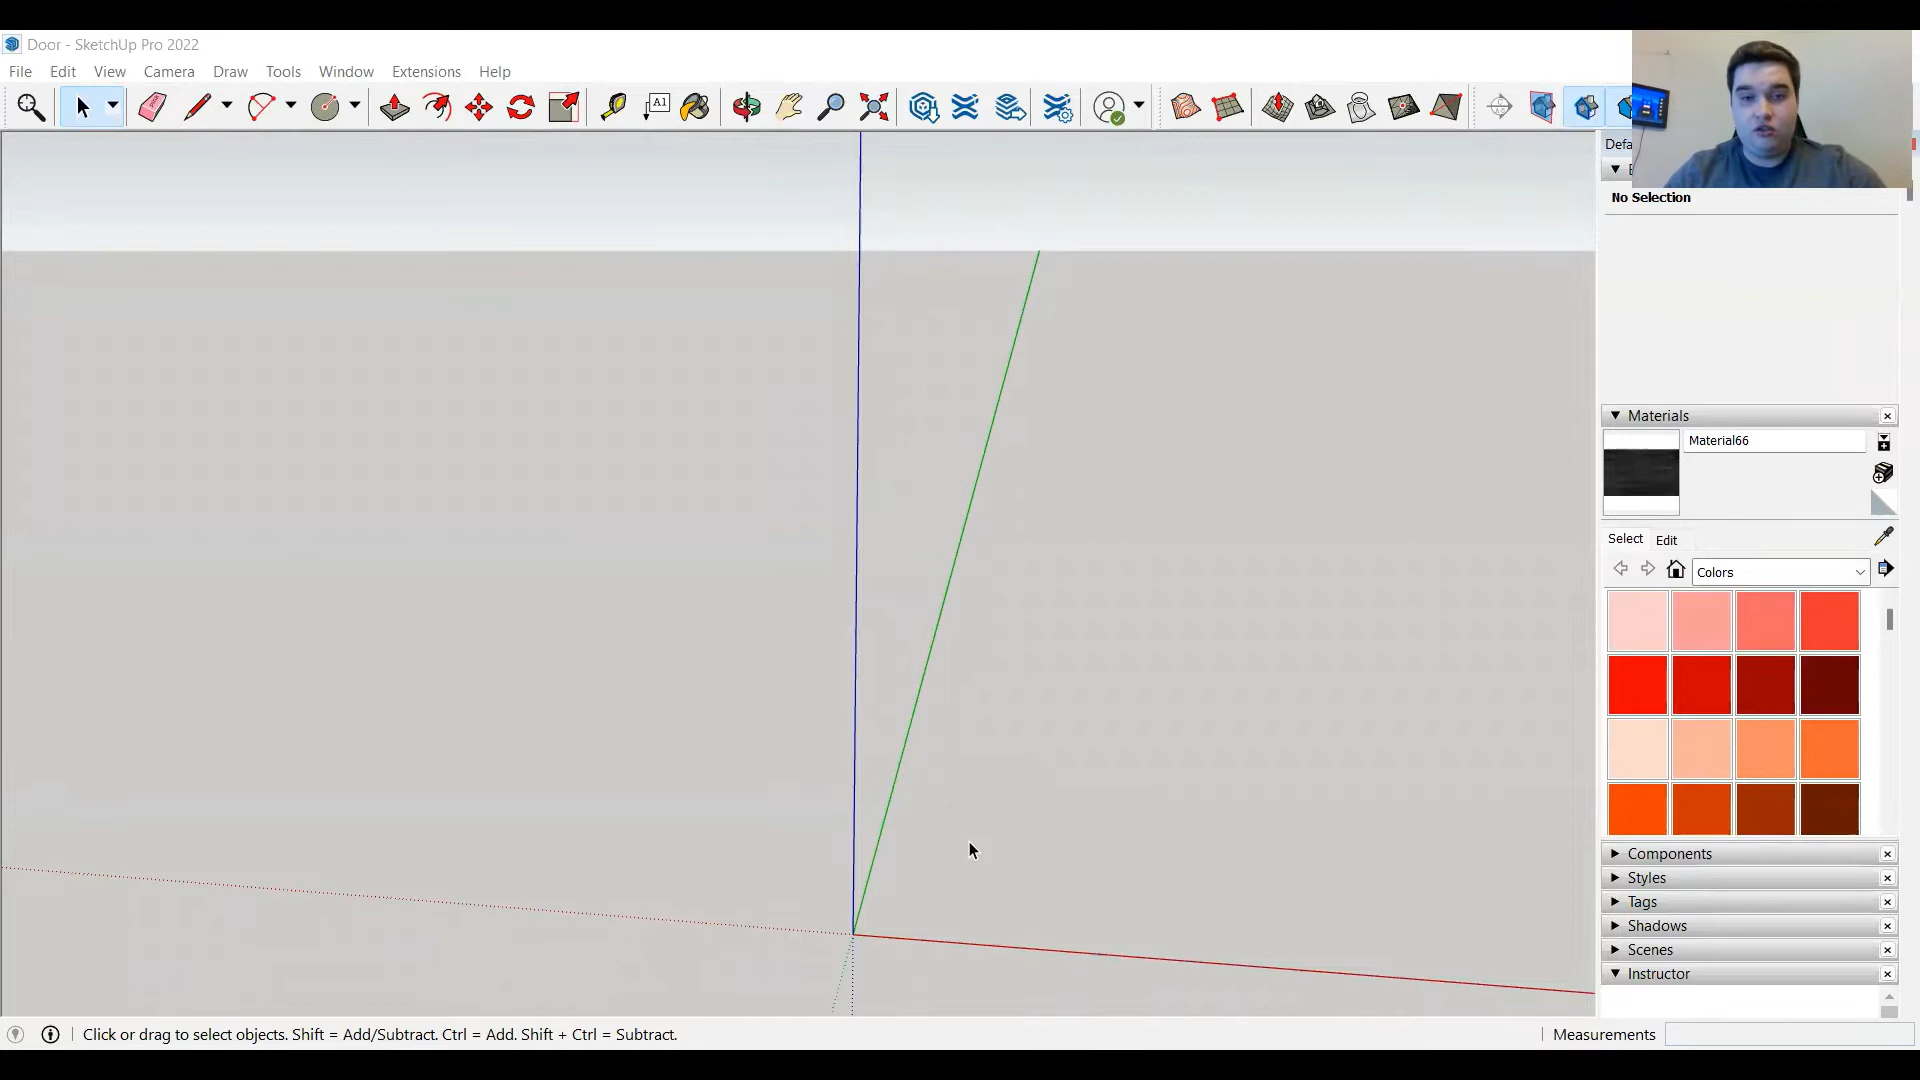 Door - SketchUp Pro 2022
File Edit View Camera Draw Tools Window Extensions Help
A1
Defa
No Selection
Materials
Material66
Select Edit
Colors
Components
Styles
Tags
Shadows
Scenes
Instructor
Click or drag to select objects. Shift = Add/Subtract. Ctrl = Add. Shift + Ctrl = Subtract.
Measurements